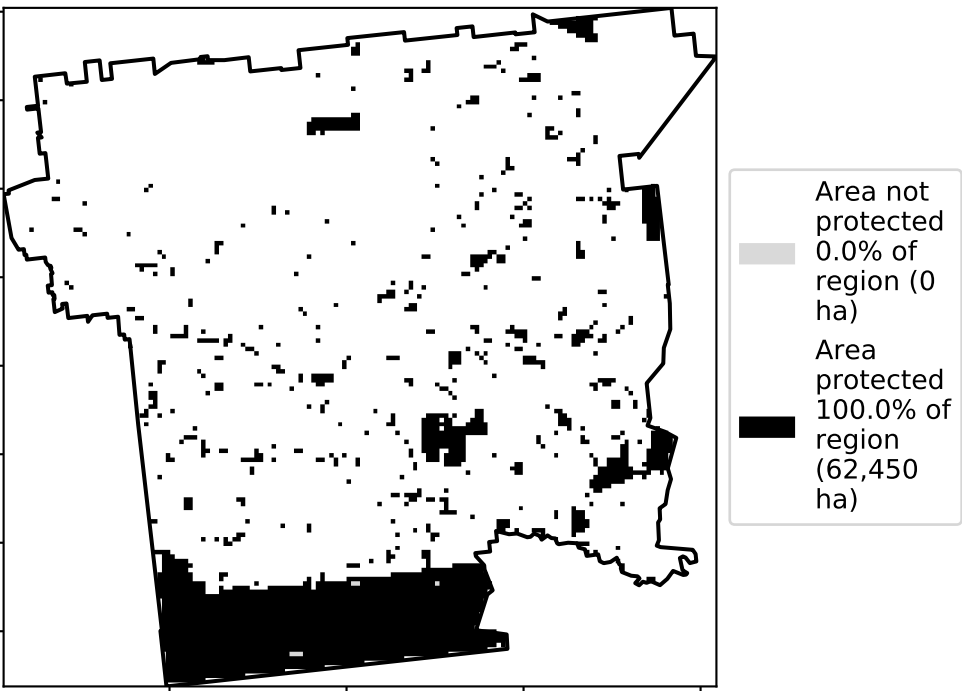 Area not
protected
0.0% of
region (0
ha)
Area
protected
100.0% of
region
(62,450
ha)